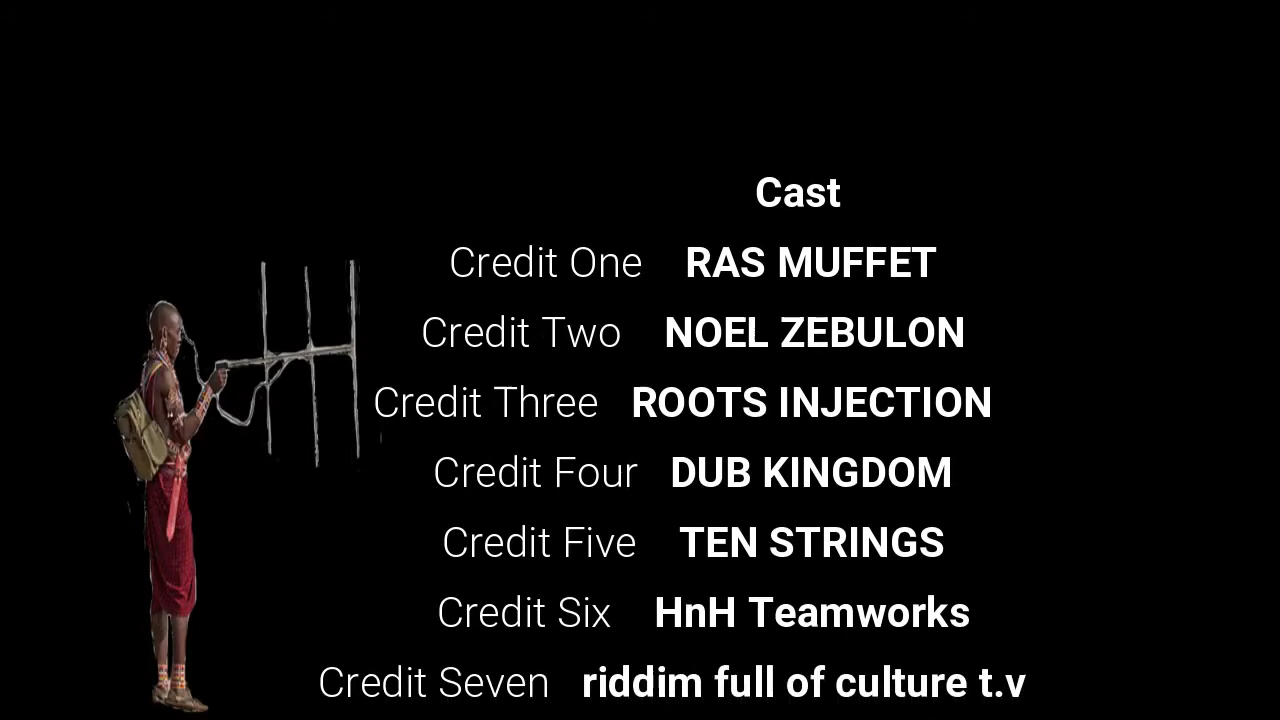 Cast
Credit One RAS MUFFET
Credit Two NOEL ZEBULON
Credit Three ROOTS INJECTION
Credit Four DUB KINGDOM
Credit Five TEN STRINGS
Credit Six HnH Teamworks
Credit Seven riddim full of culture t.v